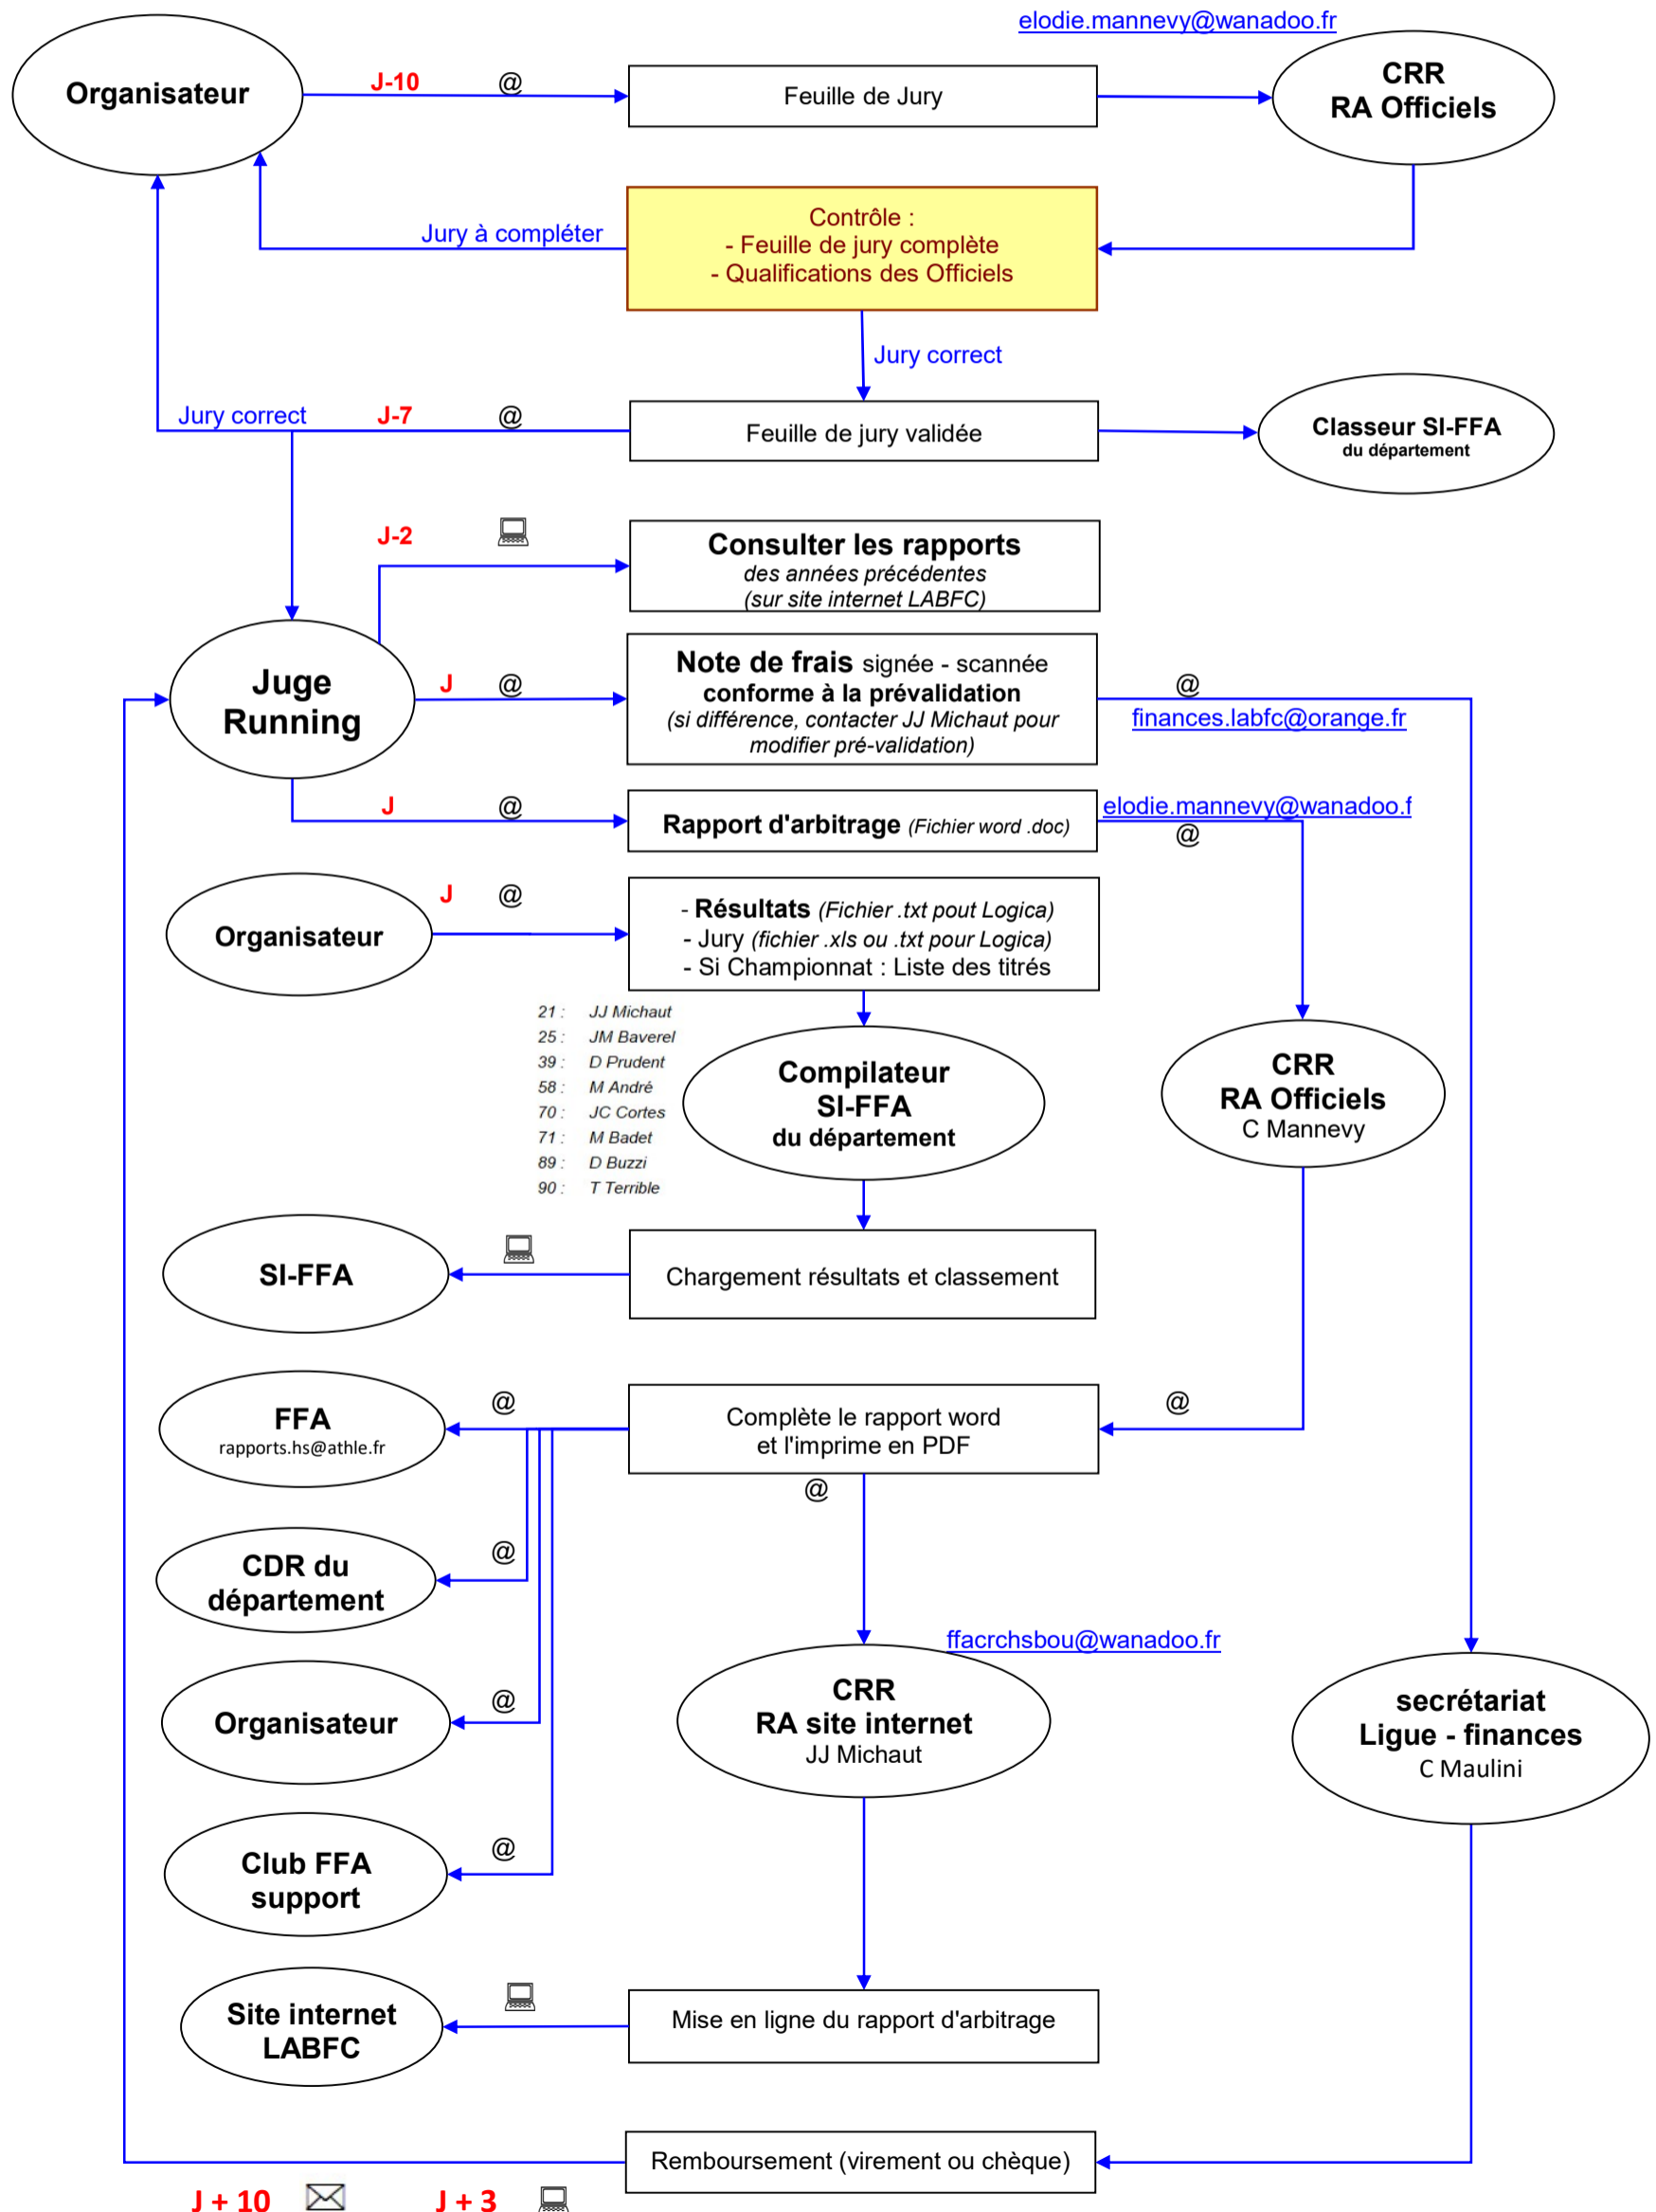 elodie.mannevy@wanadoo.fr
Organisateur
J-10 @
Feuille de Jury
CRR
RA Officiels
Jury à compléter
Contrôle :
- Feuille de jury complète
- Qualifications des Officiels
Jury correct
Jury correct J-7 @
Feuille de jury validée
Classeur SI-FFA
du département
J-2
Consulter les rapports
des années précédentes
(sur site internet LABFC)
Juge
Running
J @
Note de frais signée - scannée
conforme à la prévalidation
(si différence, contacter JJ Michaut pour
modifier pré-validation)
@
finances.labfc@orange.fr
J @
Rapport d'arbitrage (Fichier word .doc)
elodie.mannevy@wanadoo.f
@
Organisateur
J @
- Résultats (Fichier .txt pout Logica)
- Jury (fichier .xls ou .txt pour Logica)
- Si Championnat : Liste des titrés
21 : JJ Michaut
25 : JM Baverel
39 : D Prudent
58 : M André
70 : JC Cortes
71 : M Badet
89 : D Buzzi
90 : T Terrible
Compilateur
SI-FFA
du département
CRR
RA Officiels
C Mannevy
SI-FFA
Chargement résultats et classement
FFA
rapports.hs@athle.fr
@
Complète le rapport word
et l'imprime en PDF
@
@
CDR du
département
@
Organisateur
@
ffacrchsbou@wanadoo.fr
CRR
RA site internet
JJ Michaut
secrétariat
Ligue - finances
C Maulini
Club FFA
support
@
Site internet
LABFC
Mise en ligne du rapport d'arbitrage
Remboursement (virement ou chèque)
J + 10 J + 3